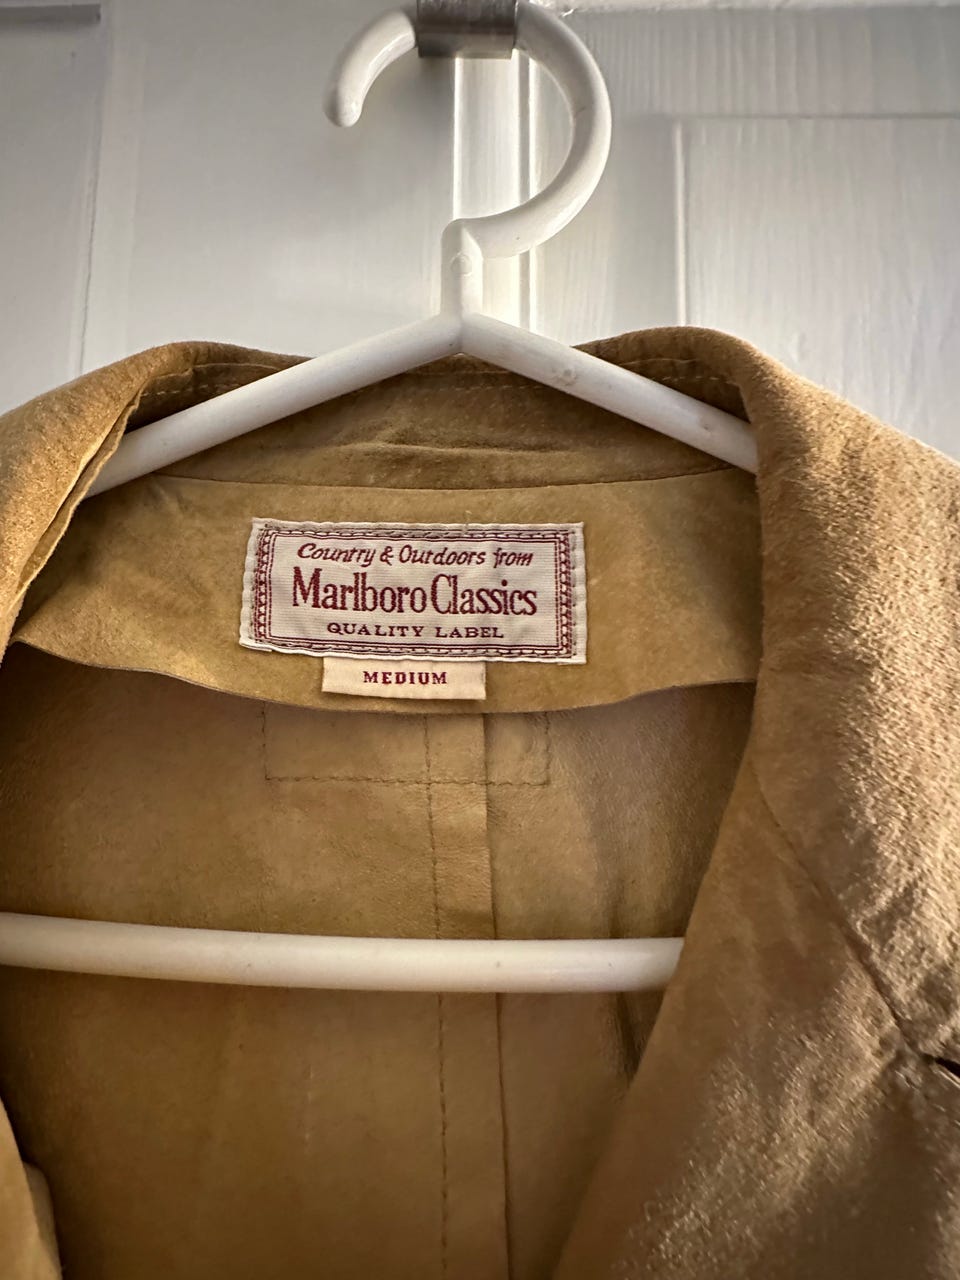 Country & Outdoors from
Marlboro Classics
QUALITY LABEL
MEDIUM